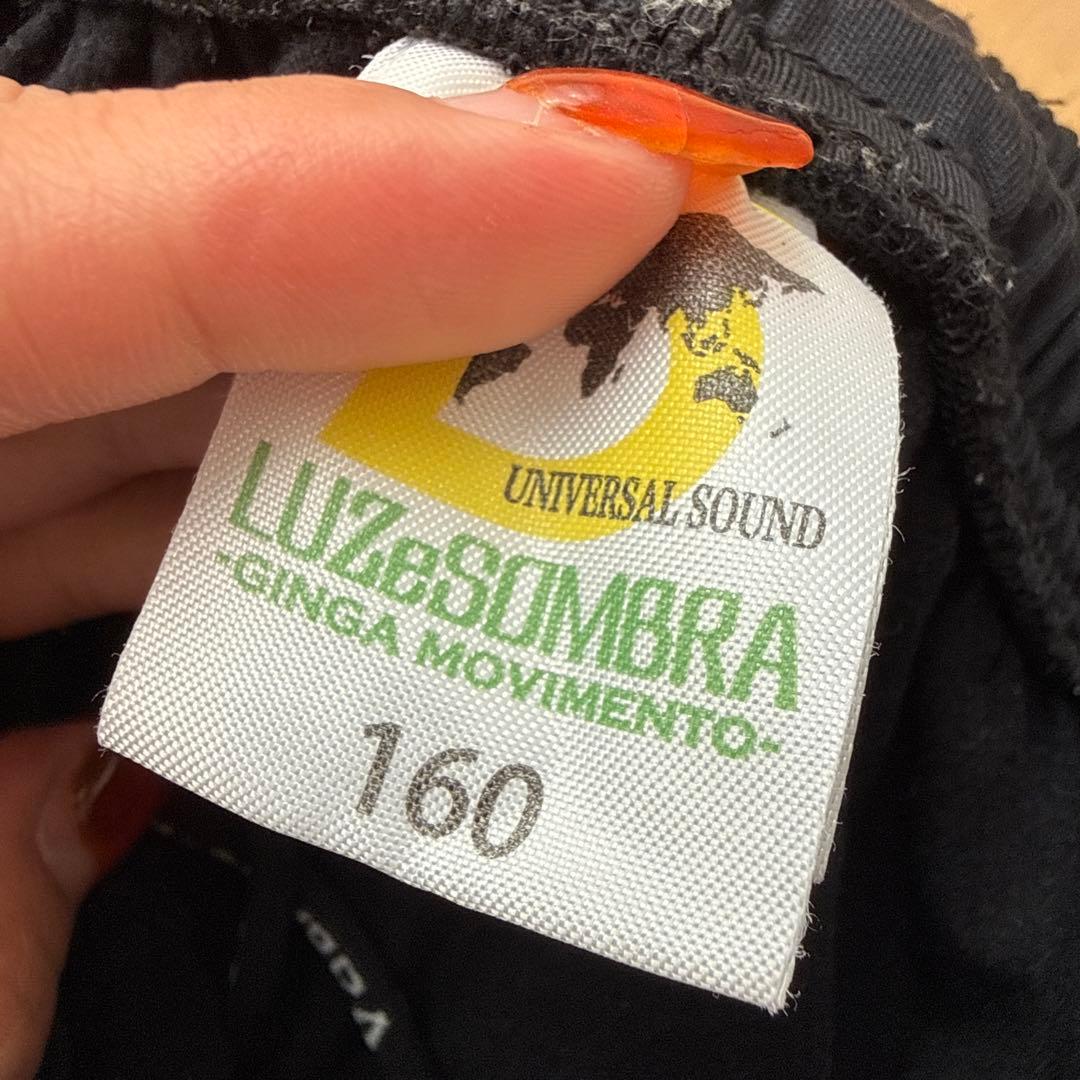 UNIVERSAL SOUND
LUZeSOMBRA
-GINGA MOVIMENTO-
160